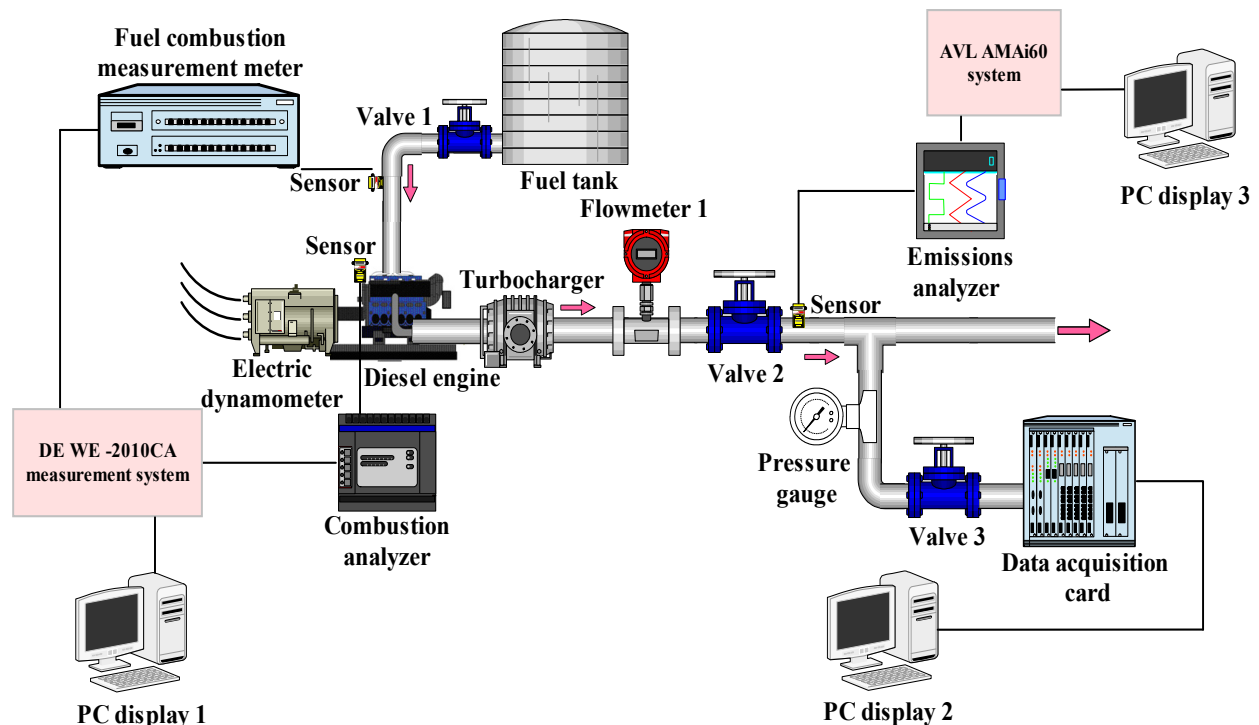 Fuel combustion
measurement meter
Valve 1
Fuel tank
AVL AMAi60
system
PC display 3
Sensor
Flowmeter 1
Sensor
Turbocharger
Emissions
analyzer
Sensor
Electric
dynamometer
Diesel engine
Valve 2
DE WE -2010CA
measurement system
Combustion
analyzer
Pressure
gauge
Valve 3
Data acquisition
card
PC display 1
PC display 2